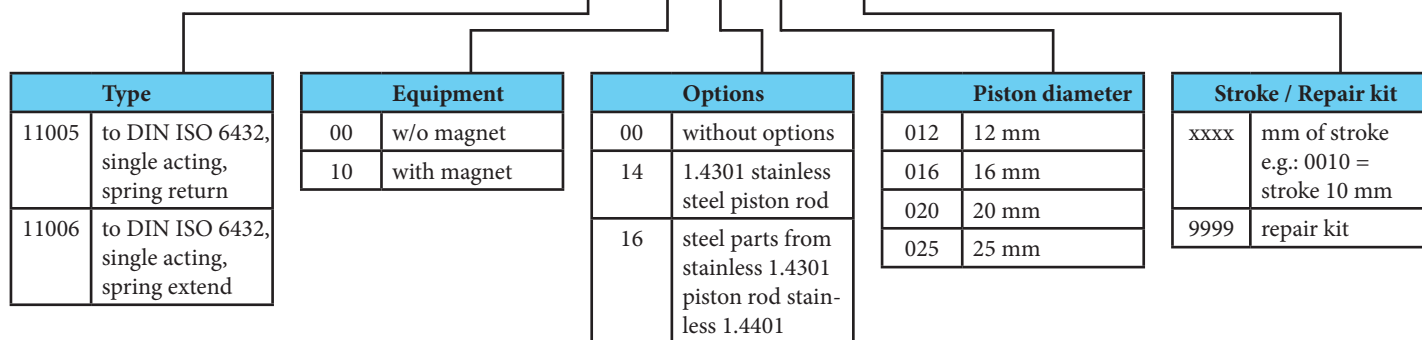 Type
11005 to DIN ISO 6432,
single acting,
spring return
11006 to DIN ISO 6432,
single acting,
spring extend
Equipment
00 w/o magnet
10 with magnet
Options
00 without options
14 1.4301 stainless
steel piston rod
16 steel parts from
stainless 1.4301
piston rod stain-
less 1.4401
Piston diameter
012 12 mm
016 16 mm
020 20 mm
025 25 mm
Stroke / Repair kit
xxxx mm of stroke
e.g.: 0010 =
stroke 10 mm
9999 repair kit